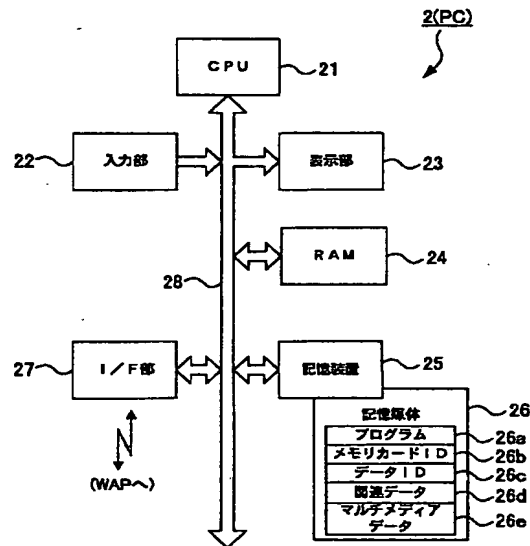 2(PC)
CPU
21
22
入力部
表示部
23
RAM
24
28
27
I/F部
記憶装置
25
(WAPへ)
記憶媒体
26
プログラム
26a
メモリカードID
26b
データID
26c
関連データ
26d
マルチメディア
データ
26e